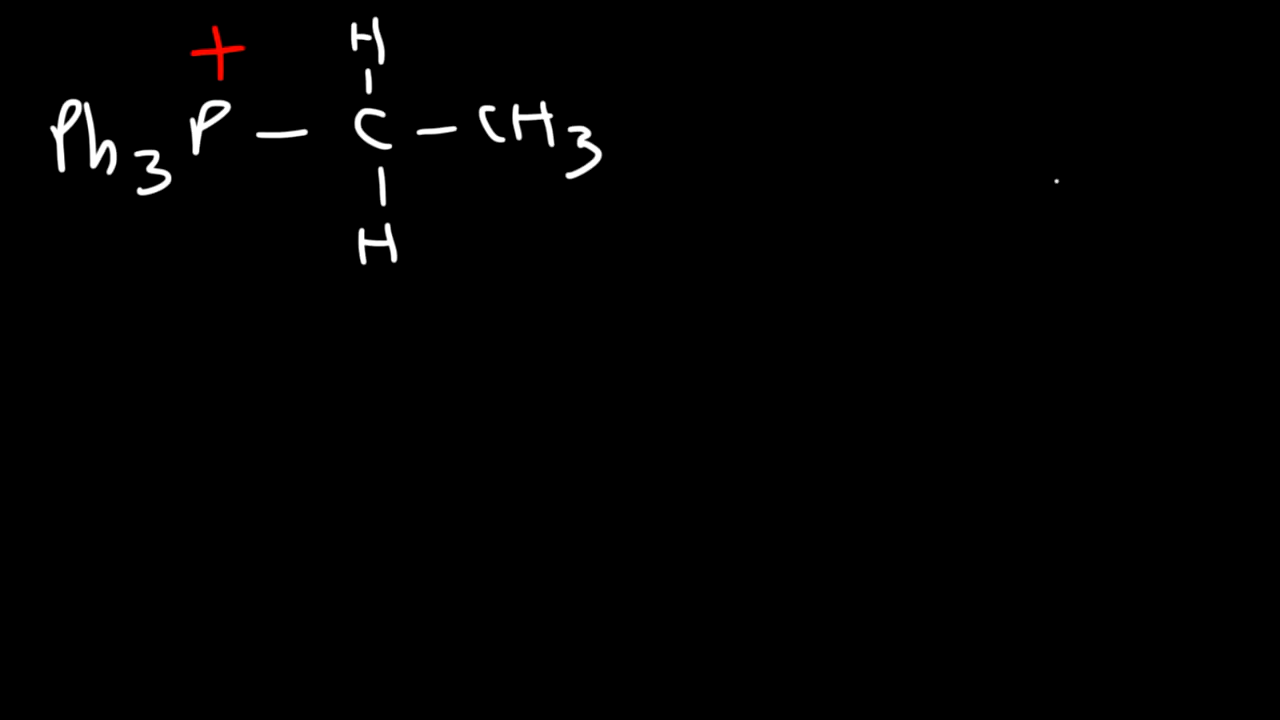 + H
Ph3P – C – CH3
H